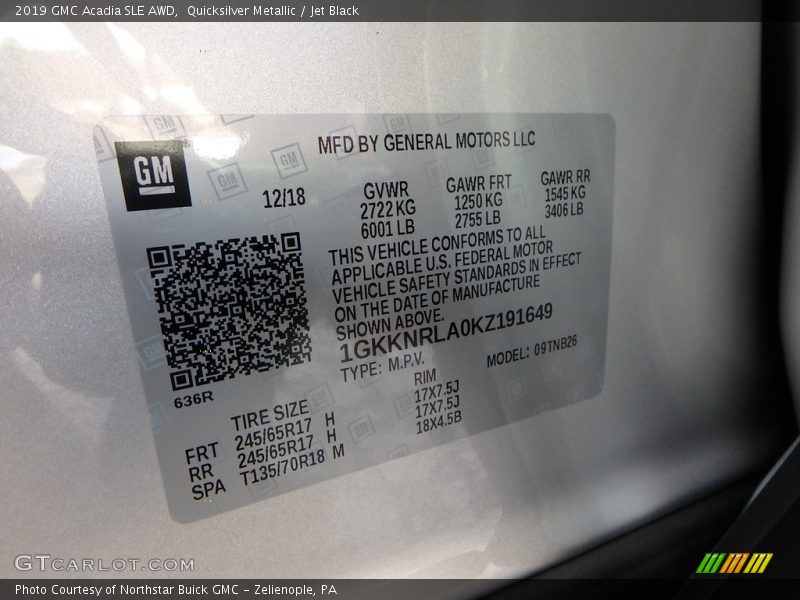 2019 GMC Acadia SLE AWD,  Quicksilver Metallic / Jet Black
MFD BY GENERAL MOTORS LLC
GM
12/18
GVWR
2722 KG
6001 LB
GAWR FRT
1250 KG
2755 LB
GAWR RR
1545 KG
3406 LB
THIS VEHICLE CONFORMS TO ALL
APPLICABLE U.S. FEDERAL MOTOR
VEHICLE SAFETY STANDARDS IN EFFECT
ON THE DATE OF MANUFACTURE
SHOWN ABOVE.
1GKKNRLA0KZ191649
TYPE: M.P.V.
MODEL: 09TNB26
636R
TIRE SIZE
RIM
FRT 245/65R17 H 17X7.5J
RR 245/65R17 H 17X7.5J
SPA T135/70R18 M 18X4.5B
GTCARLOT.COM
Photo Courtesy of Northstar Buick GMC - Zelienople, PA